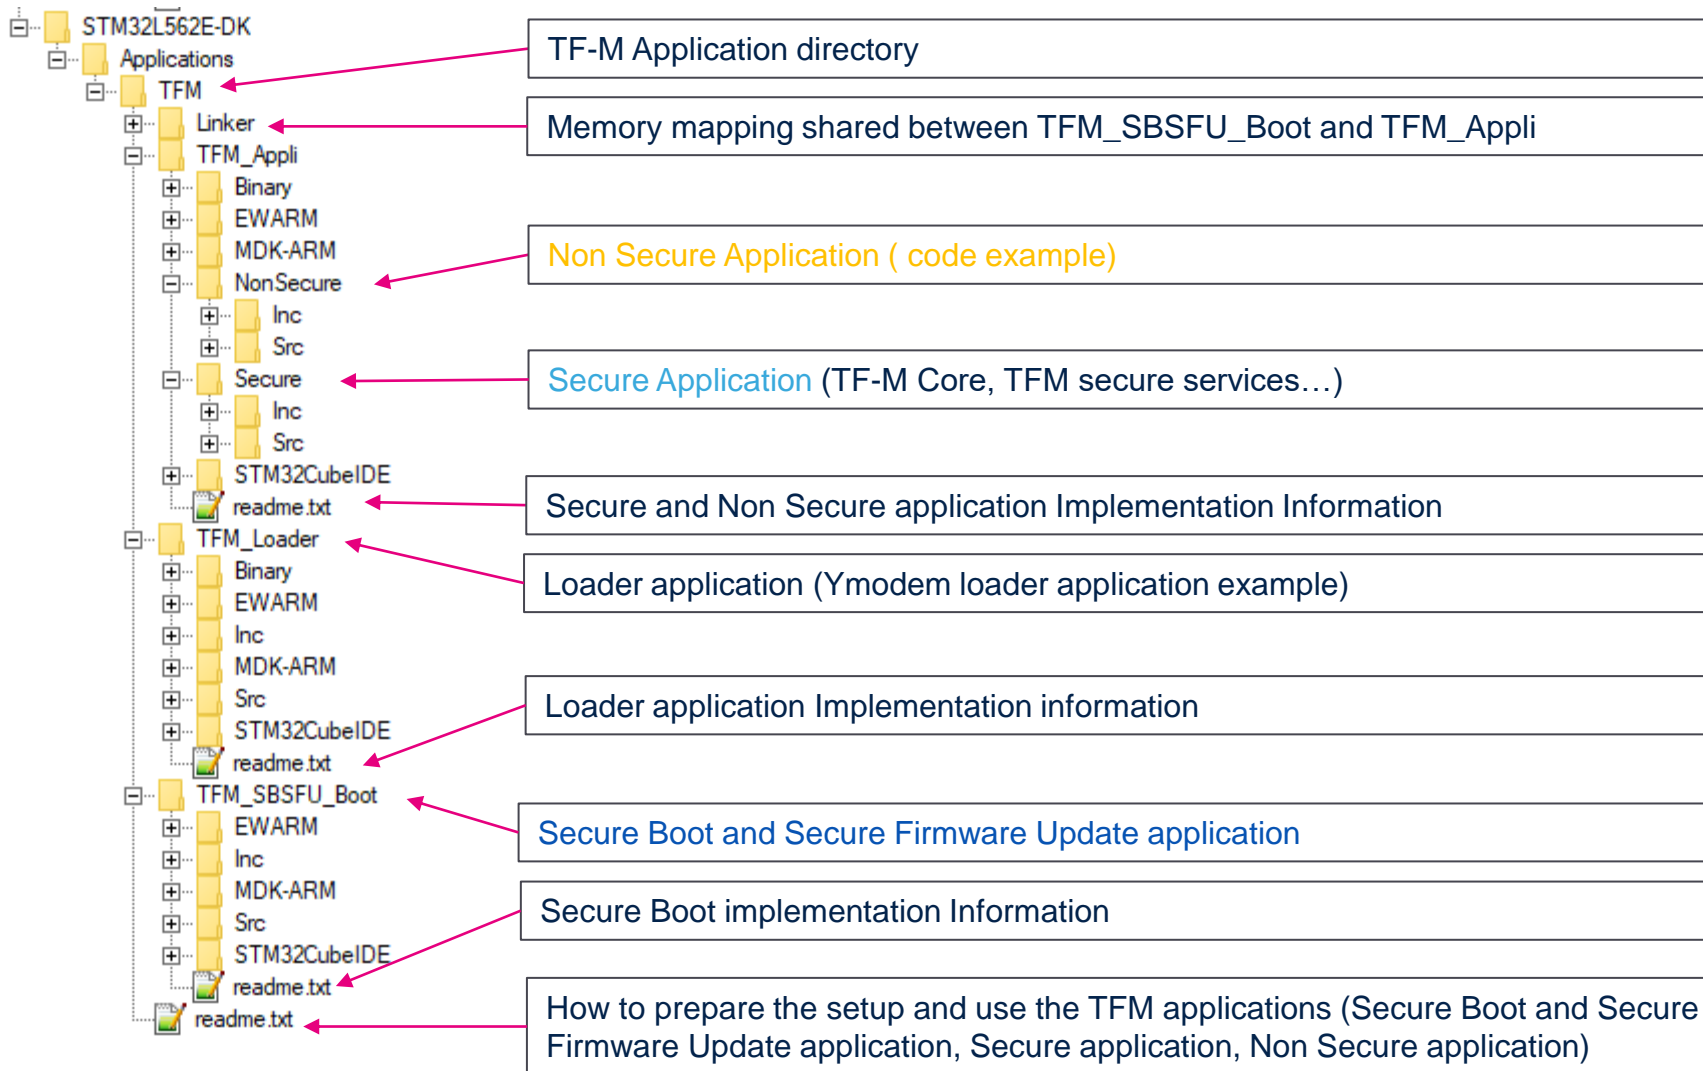 STM32L562E-DK
Applications
TFM
Linker
TFM_Appli
Binary
EWARM
MDK-ARM
NonSecure
Inc
Src
Secure
Inc
Src
STM32CubeIDE
readme.txt
TFM_Loader
Binary
EWARM
Inc
MDK-ARM
Src
STM32CubeIDE
readme.txt
TFM_SBSFU_Boot
EWARM
Inc
MDK-ARM
Src
STM32CubeIDE
readme.txt
readme.txt
TF-M Application directory
Memory mapping shared between TFM_SBSFU_Boot and TFM_Appli
Non Secure Application ( code example)
Secure Application (TF-M Core, TFM secure services…)
Secure and Non Secure application Implementation Information
Loader application (Ymodem loader application example)
Loader application Implementation information
Secure Boot and Secure Firmware Update application
Secure Boot implementation Information
How to prepare the setup and use the TFM applications (Secure Boot and Secure
Firmware Update application, Secure application, Non Secure application)